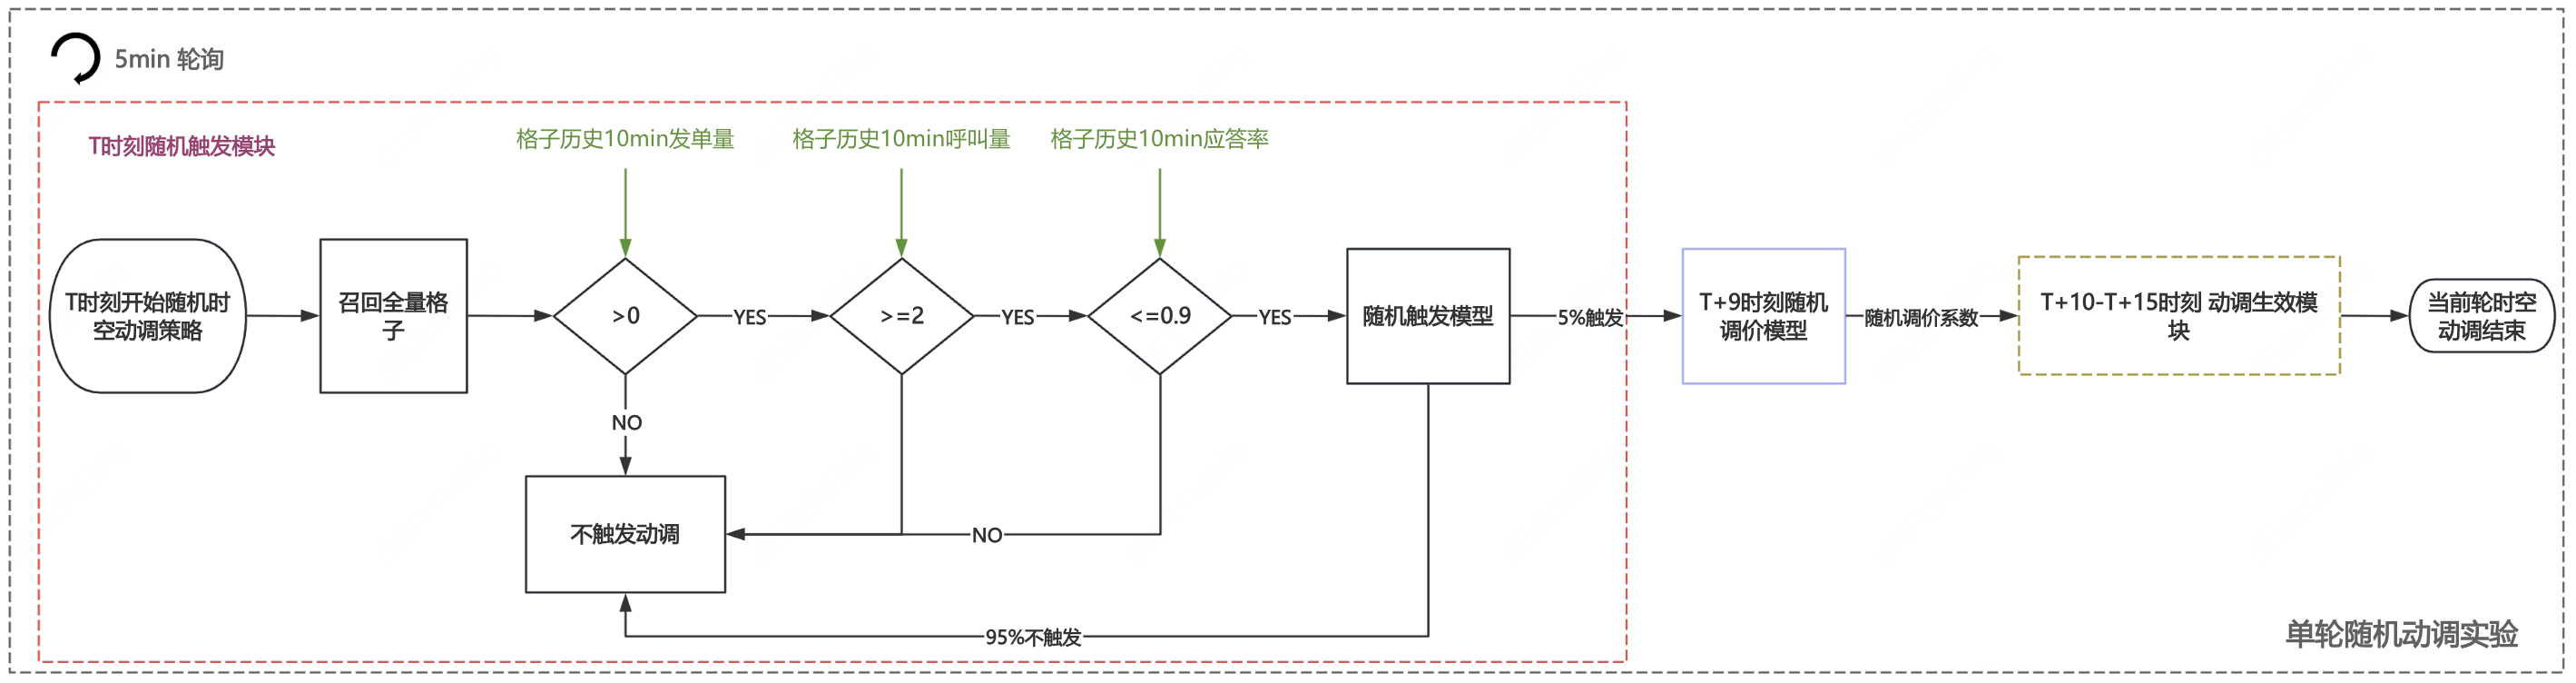 5min 轮询
T时刻随机触发模块
格子历史10min发单量
格子历史10min呼叫量
格子历史10min应答率
T时刻开始随机时
空动调策略
召回全量格
子
>0
YES
>=2
YES
<=0.9
YES
随机触发模型
5%触发
T+9时刻随机
调价模型
随机调价系数
T+10-T+15时刻 动调生效模
块
当前轮时空
动调结束
NO
不触发动调
NO
95%不触发
单轮随机动调实验